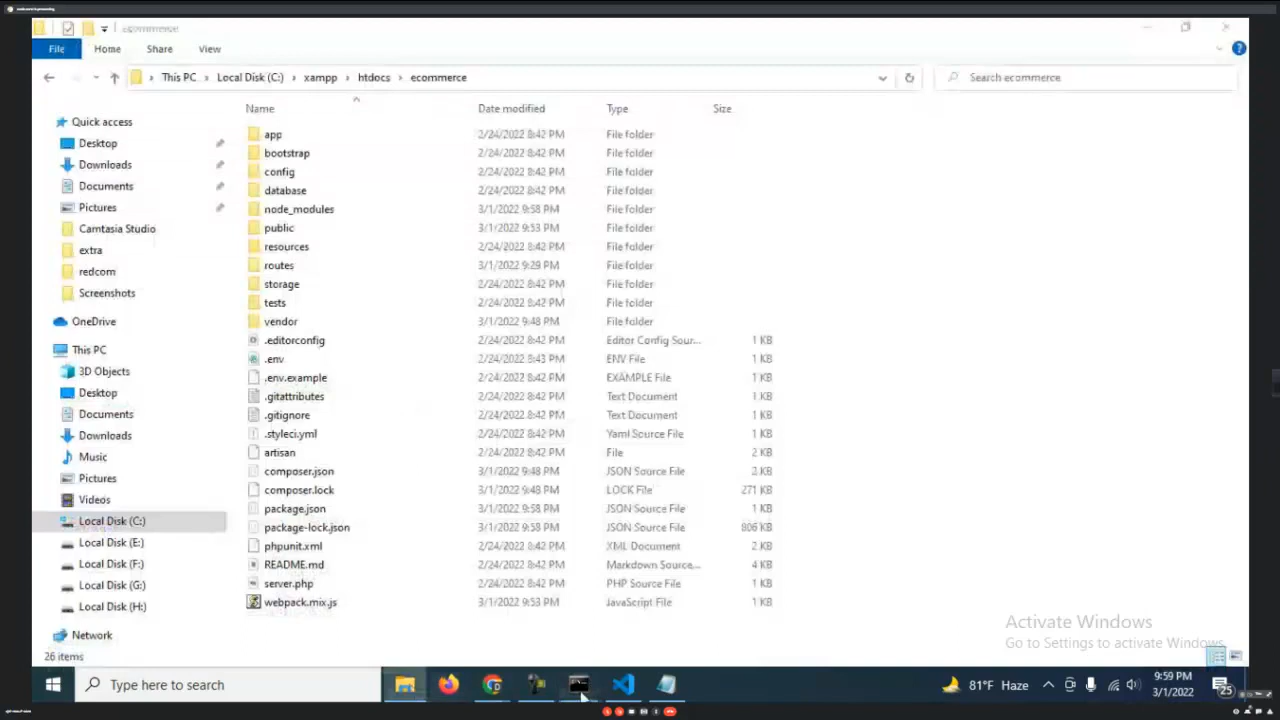 ecommerce
File Home Share View
This PC Local Disk (C:) xampp htdocs ecommerce Search ecommerce
Name Date modified Type Size
Quick access
Desktop
Downloads
Documents
Pictures
Camtasia Studio
extra
redcom
Screenshots
OneDrive
This PC
3D Objects
Desktop
Documents
Downloads
Music
Pictures
Videos
Local Disk (C:)
Local Disk (E:)
Local Disk (F:)
Local Disk (G:)
Local Disk (H:)
Network
app 2/24/2022 8:42 PM File folder
bootstrap 2/24/2022 8:42 PM File folder
config 2/24/2022 8:42 PM File folder
database 2/24/2022 8:42 PM File folder
node_modules 3/1/2022 9:58 PM File folder
public 3/1/2022 9:53 PM File folder
resources 2/24/2022 8:42 PM File folder
routes 3/1/2022 9:29 PM File folder
storage 2/24/2022 8:42 PM File folder
tests 2/24/2022 8:42 PM File folder
vendor 3/1/2022 9:48 PM File folder
.editorconfig 2/24/2022 8:42 PM Editor Config Sour... 1 KB
.env 2/24/2022 8:43 PM ENV File 1 KB
.env.example 2/24/2022 8:42 PM EXAMPLE File 1 KB
.gitattributes 2/24/2022 8:42 PM Text Document 1 KB
.gitignore 2/24/2022 8:42 PM Text Document 1 KB
.styleci.yml 2/24/2022 8:42 PM Yaml Source File 1 KB
artisan 2/24/2022 8:42 PM File 2 KB
composer.json 3/1/2022 9:48 PM JSON Source File 2 KB
composer.lock 3/1/2022 9:48 PM LOCK File 271 KB
package.json 3/1/2022 9:58 PM JSON Source File 1 KB
package-lock.json 3/1/2022 9:58 PM JSON Source File 806 KB
phpunit.xml 2/24/2022 8:42 PM XML Document 2 KB
README.md 2/24/2022 8:42 PM Markdown Source... 4 KB
server.php 2/24/2022 8:42 PM PHP Source File 1 KB
webpack.mix.js 3/1/2022 9:53 PM JavaScript File 1 KB
26 items
Activate Windows
Go to Settings to activate Windows.
Type here to search
81°F Haze
9:59 PM
3/1/2022
25